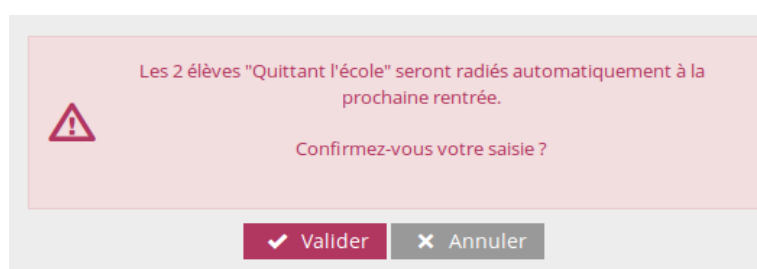 Les 2 élèves "Quittant l'école" seront radiés automatiquement à la
prochaine rentrée.
Confirmez-vous votre saisie ?
Valider
Annuler